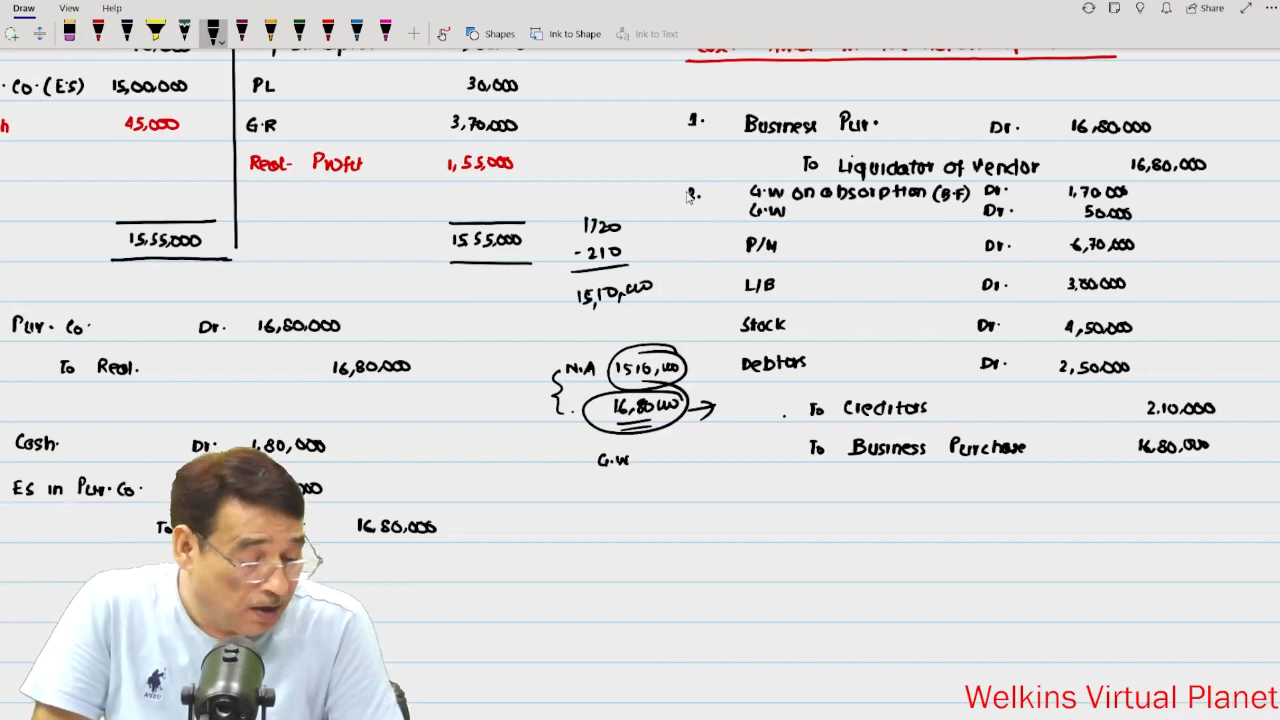 Draw View Help
Share
Shapes Ink to Shape Ink to Text
Co. (E.S) 15,00,000 PL 30,000
45,000 G.R 3,70,000
Real. Profit 1,55,000
15,55,000 15,55,000
1720
- 210
15,10,000
Pur. Co. Dr. 16,80,000
To Real. 16,80,000
Cash. Dr. 1,80,000
ES in Pur. Co.
To 16,80,000
N.A 1510,000
16,80,000
G.W
1. Business Pur. Dr. 16,80,000
To Liquidator of vendor 16,80,000
2. G.W on absorption (B.F) Dr. 1,70,000
G.W Dr. 50,000
P/M Dr. 6,70,000
L/B Dr. 3,00,000
Stock Dr. 4,50,000
Debtors Dr. 2,50,000
To Creditors 2,10,000
To Business Purchase 16,80,000
Welkins Virtual Planet